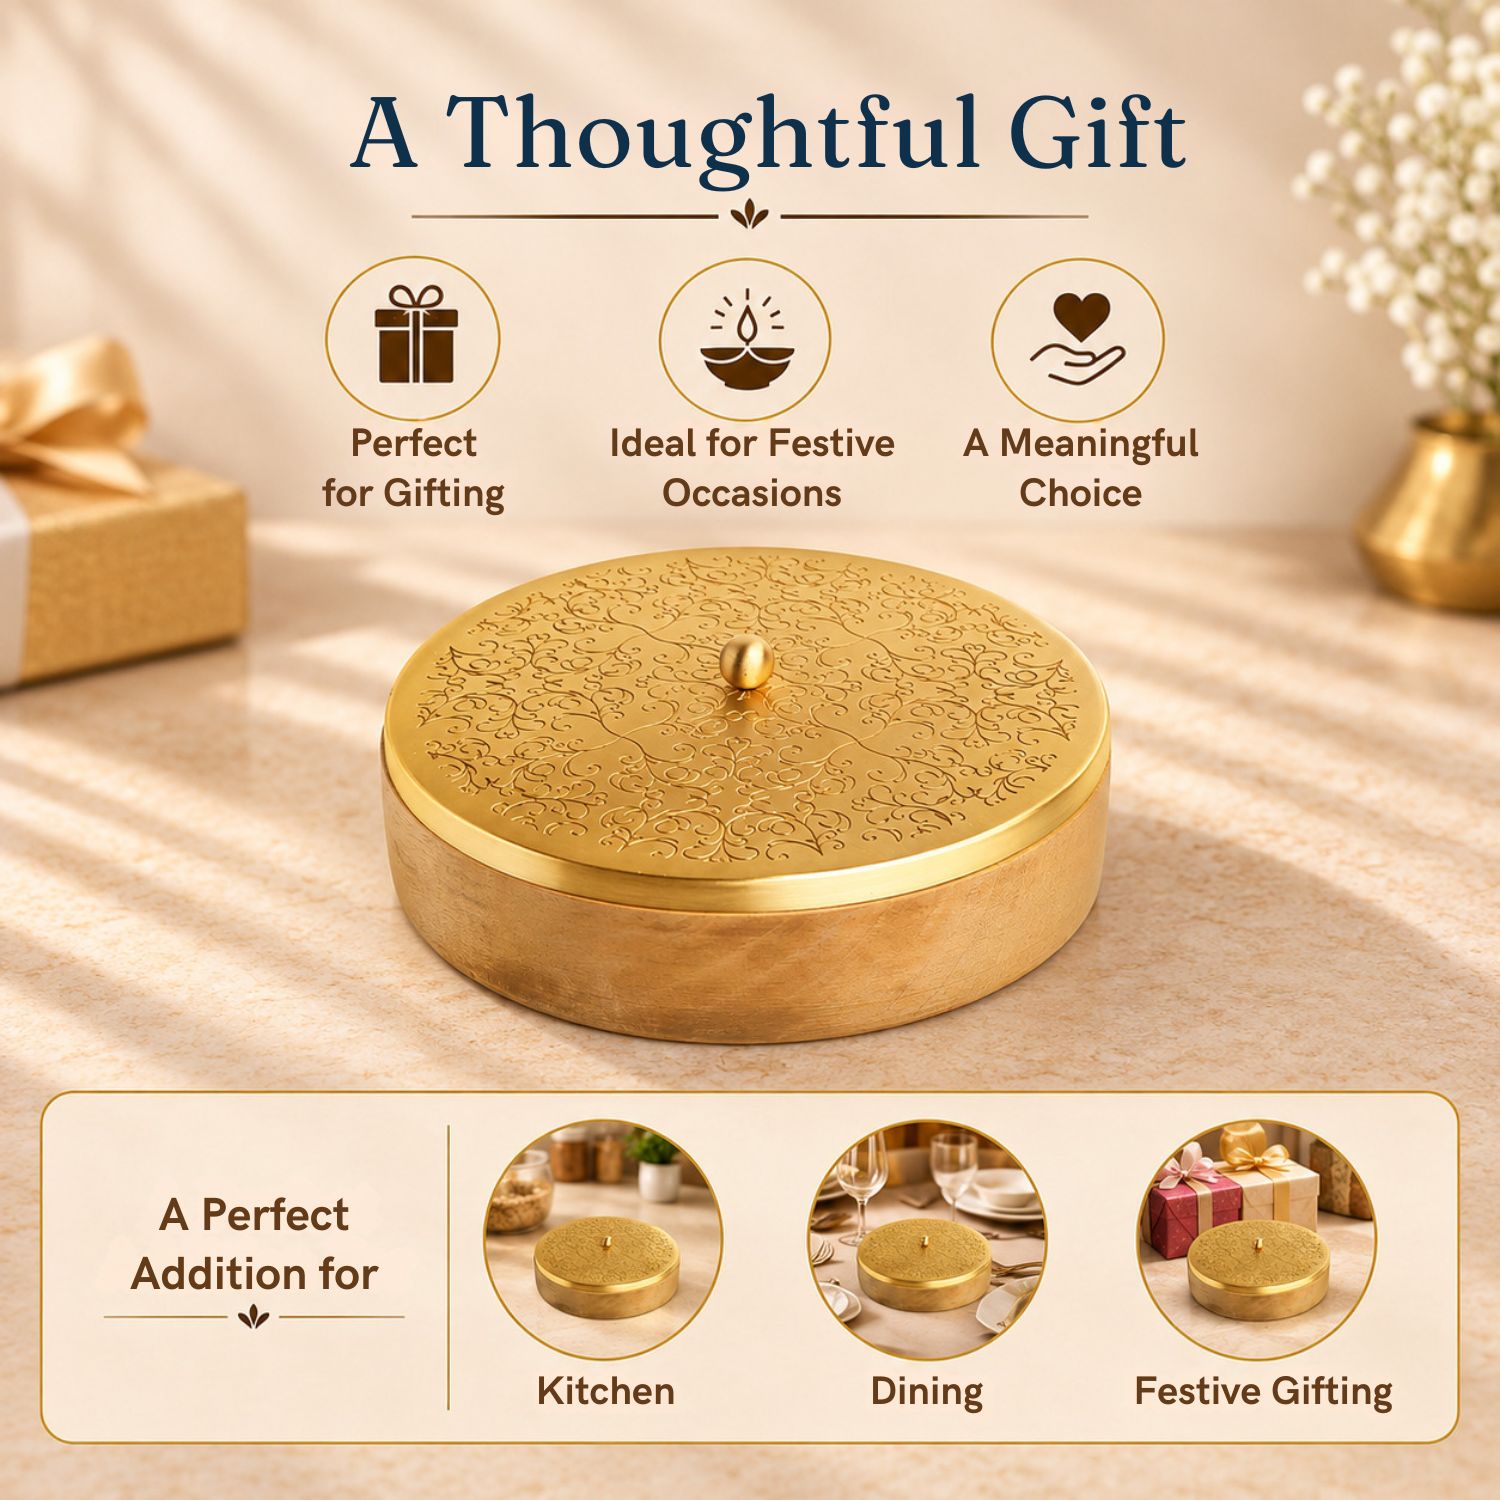 A Thoughtful Gift
Perfect
for Gifting
Ideal for Festive
Occasions
A Meaningful
Choice
A Perfect
Addition for
Kitchen
Dining
Festive Gifting